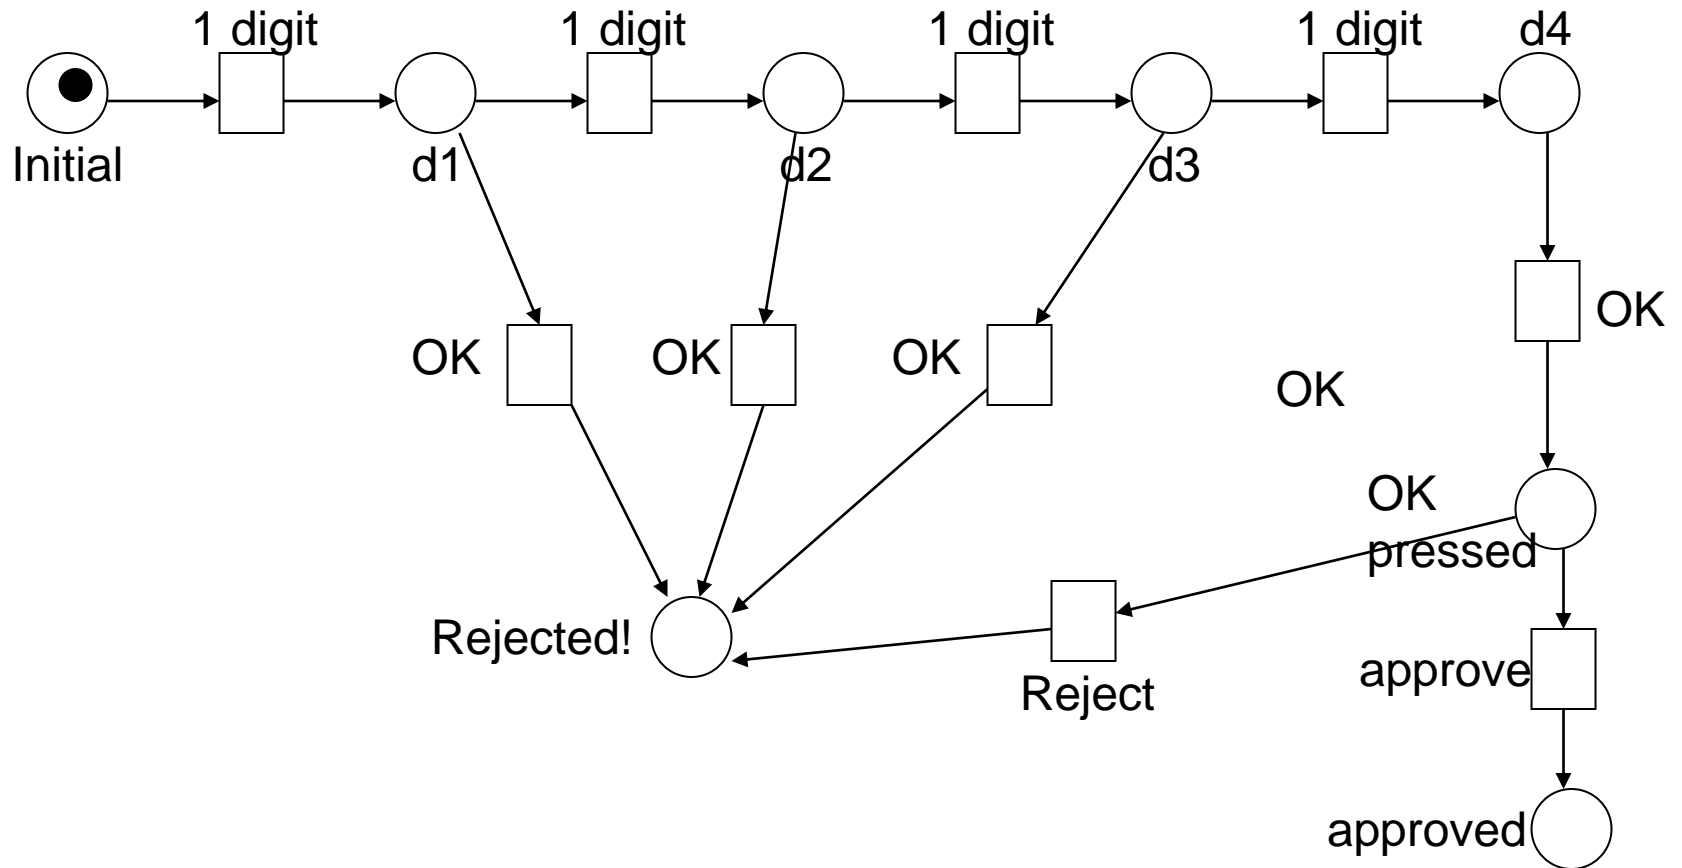 1 digit
1 digit
1 digit
1 digit
d4
Initial
d1
d2
d3
OK
OK
OK
OK
OK
OK
pressed
Rejected!
Reject
approve
approved